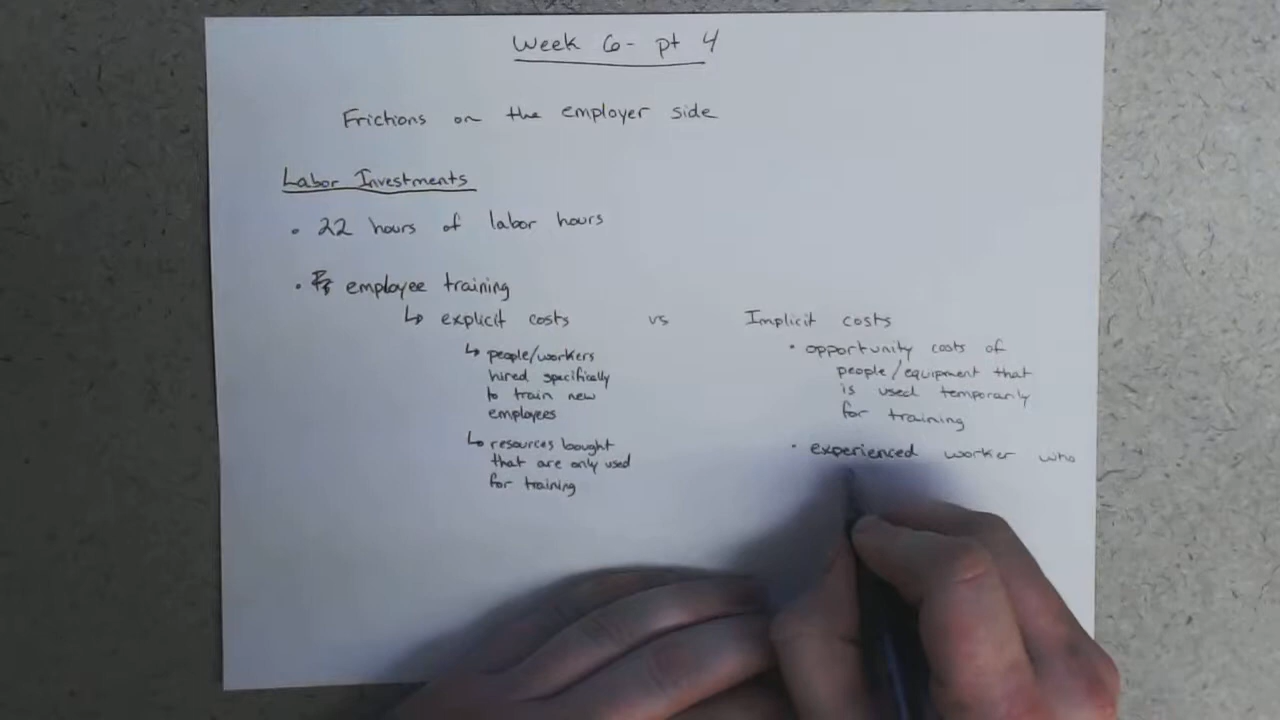 Week 6- pt 4
Frictions on the employer side
Labor Investments
• 22 hours of labor hours
• employee training
↳ explicit costs vs Implicit costs
↳ people/workers
hired specifically
to train new
employees
↳ resources bought
that are only used
for training
• opportunity costs of
people/equipment that
is used temporarily
for training
• experienced worker who